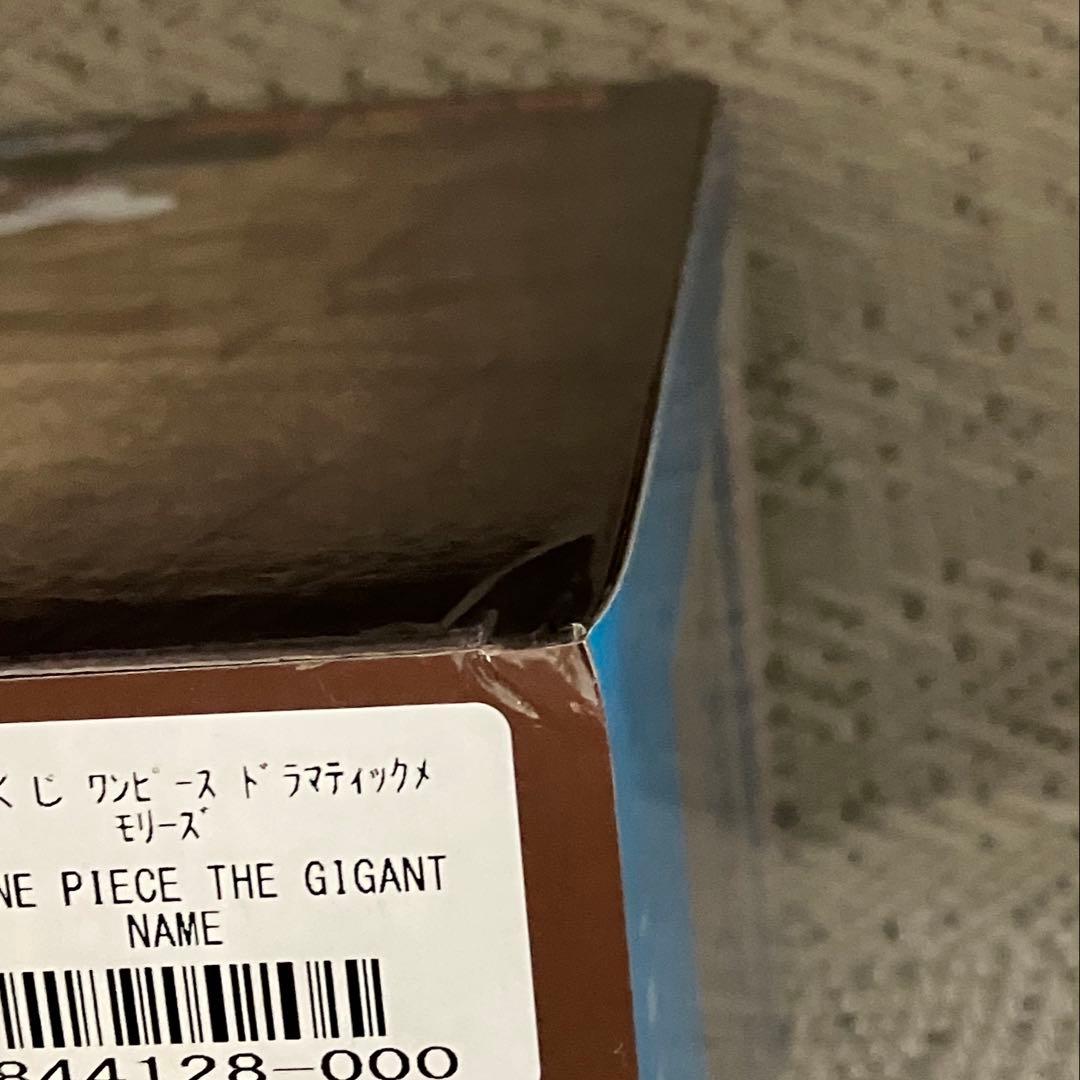 くじ ﾜﾝﾋﾟｰｽ ﾄﾞﾗﾏﾃｨｯｸﾒ
ﾓﾘｰｽﾞ
NE PIECE THE GIGANT
NAME
844128-000